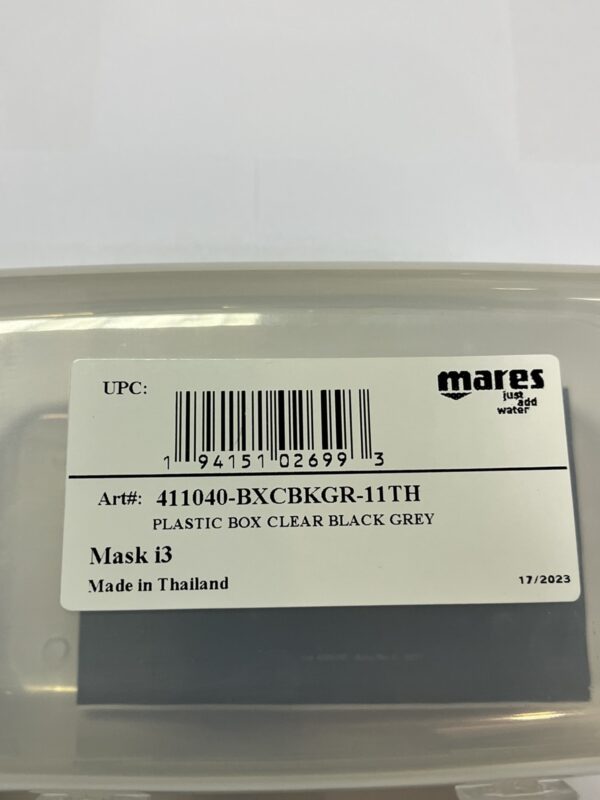 UPC:
mares
just
add
water
1 94151 02699 3
Art#: 411040-BXCBKGR-11TH
PLASTIC BOX CLEAR BLACK GREY
Mask i3
Made in Thailand
17/2023